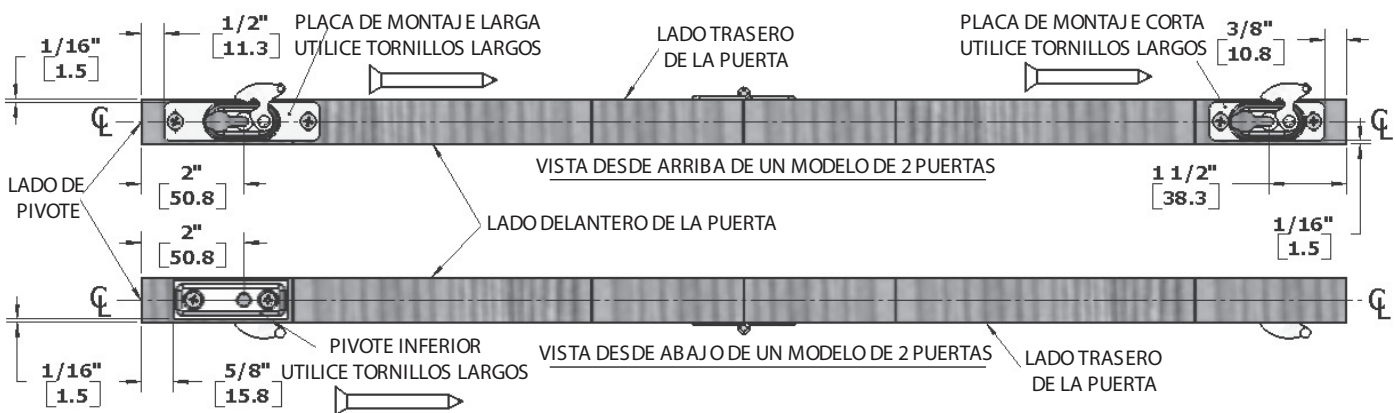 1/2"
[11.3]
PLACA DE MONTAJE LARGA
UTILICE TORNILLOS LARGOS
LADO TRASERO
DE LA PUERTA
PLACA DE MONTAJE CORTA
UTILICE TORNILLOS LARGOS
3/8"
[10.8]
1/16"
[1.5]
CL
CL
VISTA DESDE ARRIBA DE UN MODELO DE 2 PUERTAS
LADO DE
PIVOTE
2"
[50.8]
1 1/2"
[38.3]
LADO DELANTERO DE LA PUERTA
1/16"
[1.5]
2"
[50.8]
CL
CL
PIVOTE INFERIOR
UTILICE TORNILLOS LARGOS
VISTA DESDE ABAJO DE UN MODELO DE 2 PUERTAS
LADO TRASERO
DE LA PUERTA
1/16"
[1.5]
5/8"
[15.8]